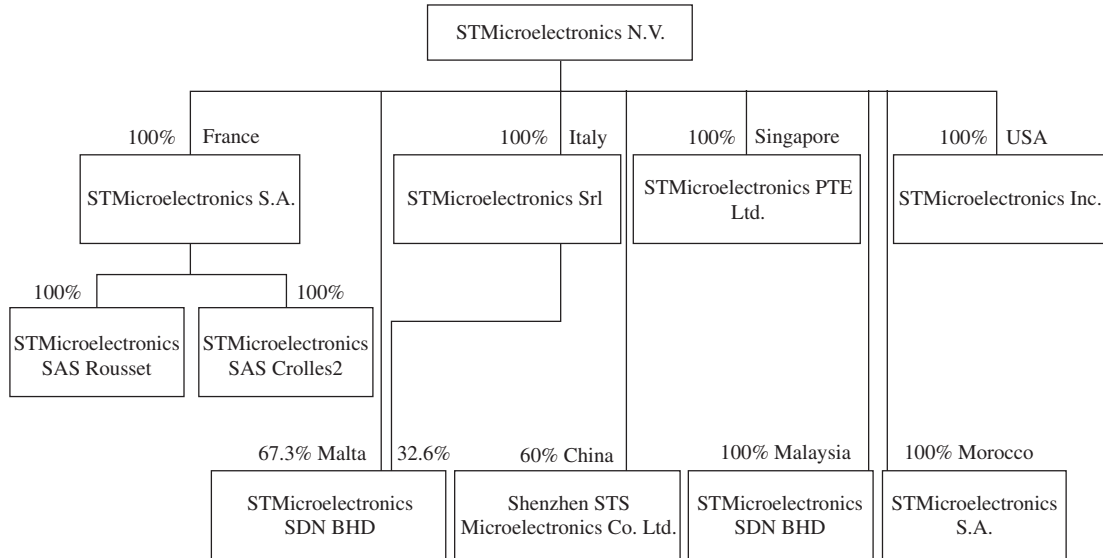 STMicroelectronics N.V.
100% France
100% Italy
100% Singapore
100% USA
STMicroelectronics S.A.
STMicroelectronics Srl
STMicroelectronics PTE
Ltd.
STMicroelectronics Inc.
100%
100%
STMicroelectronics
SAS Rousset
STMicroelectronics
SAS Crolles2
67.3% Malta
32.6%
60% China
100% Malaysia
100% Morocco
STMicroelectronics
SDN BHD
Shenzhen STS
Microelectronics Co. Ltd.
STMicroelectronics
SDN BHD
STMicroelectronics
S.A.